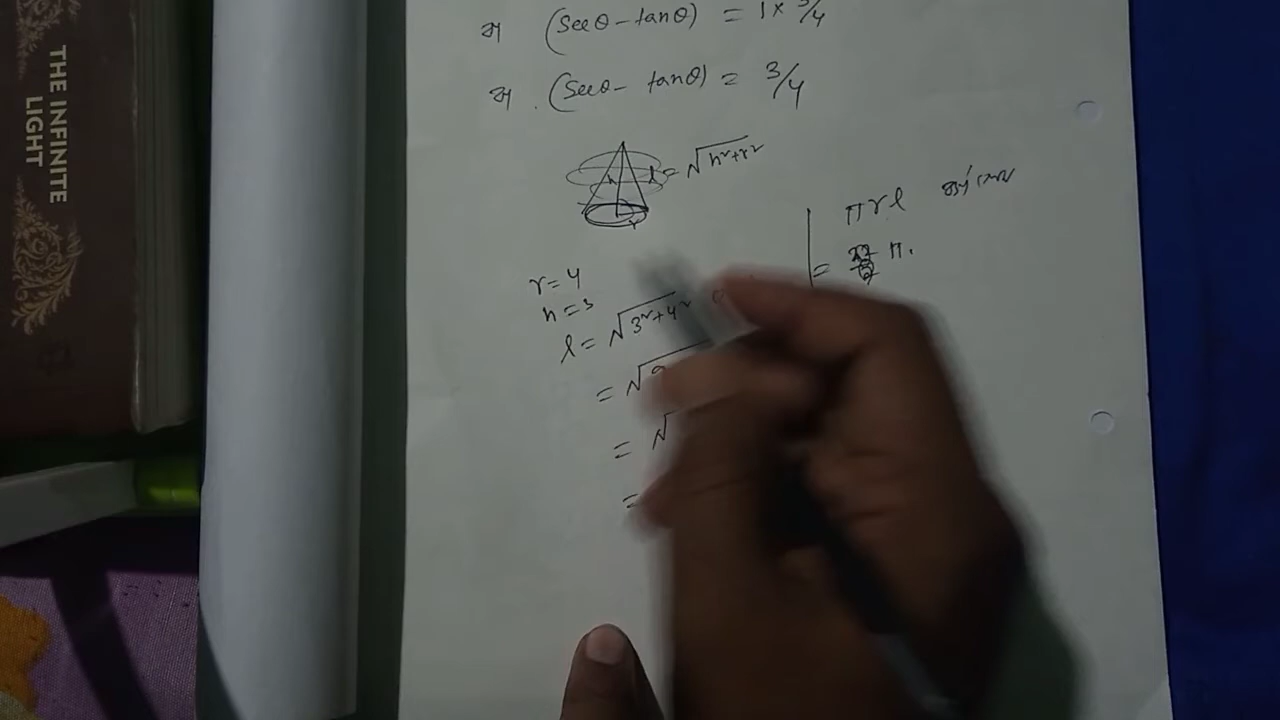 THE INFINITE
LIGHT
বা (Secθ - tanθ) = 1 × 3/4
বা . (Secθ - tanθ) = 3/4
h l = √h²+r²
r
r = 4
h = 3
l = √3²+4²
= √9
= √
=
πrl
= π.